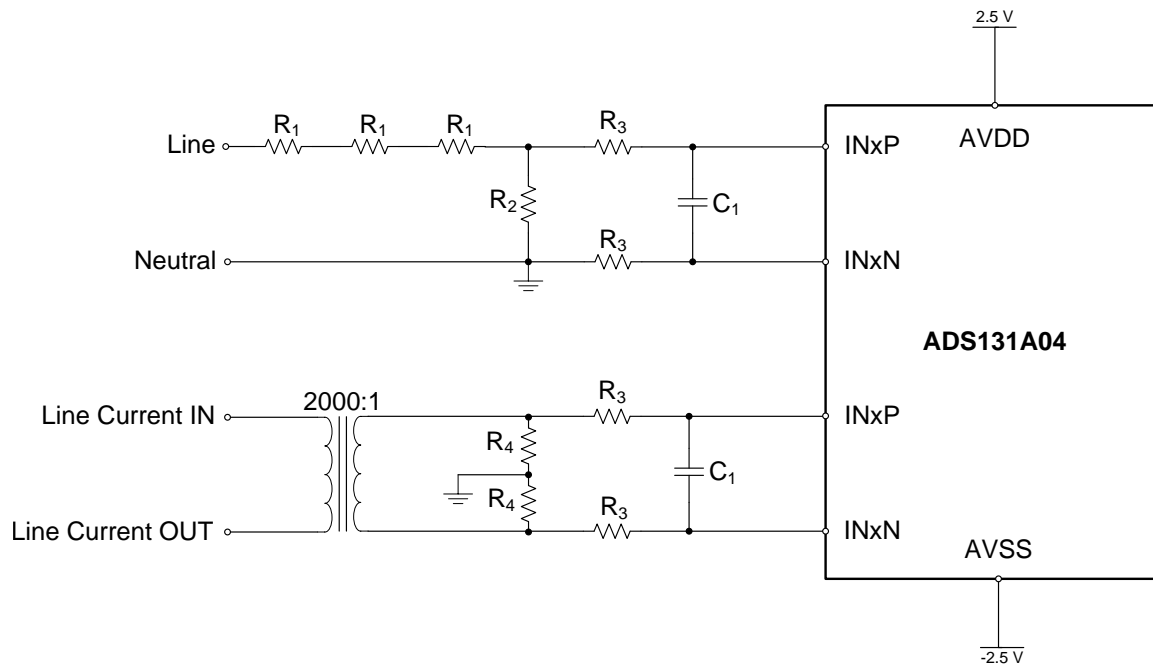 2.5 V
Line
R1
R1
R1
R3
INxP
AVDD
R2
C1
Neutral
R3
INxN
ADS131A04
2000:1
Line Current IN
R3
INxP
R4
C1
R4
Line Current OUT
R3
INxN
AVSS
-2.5 V